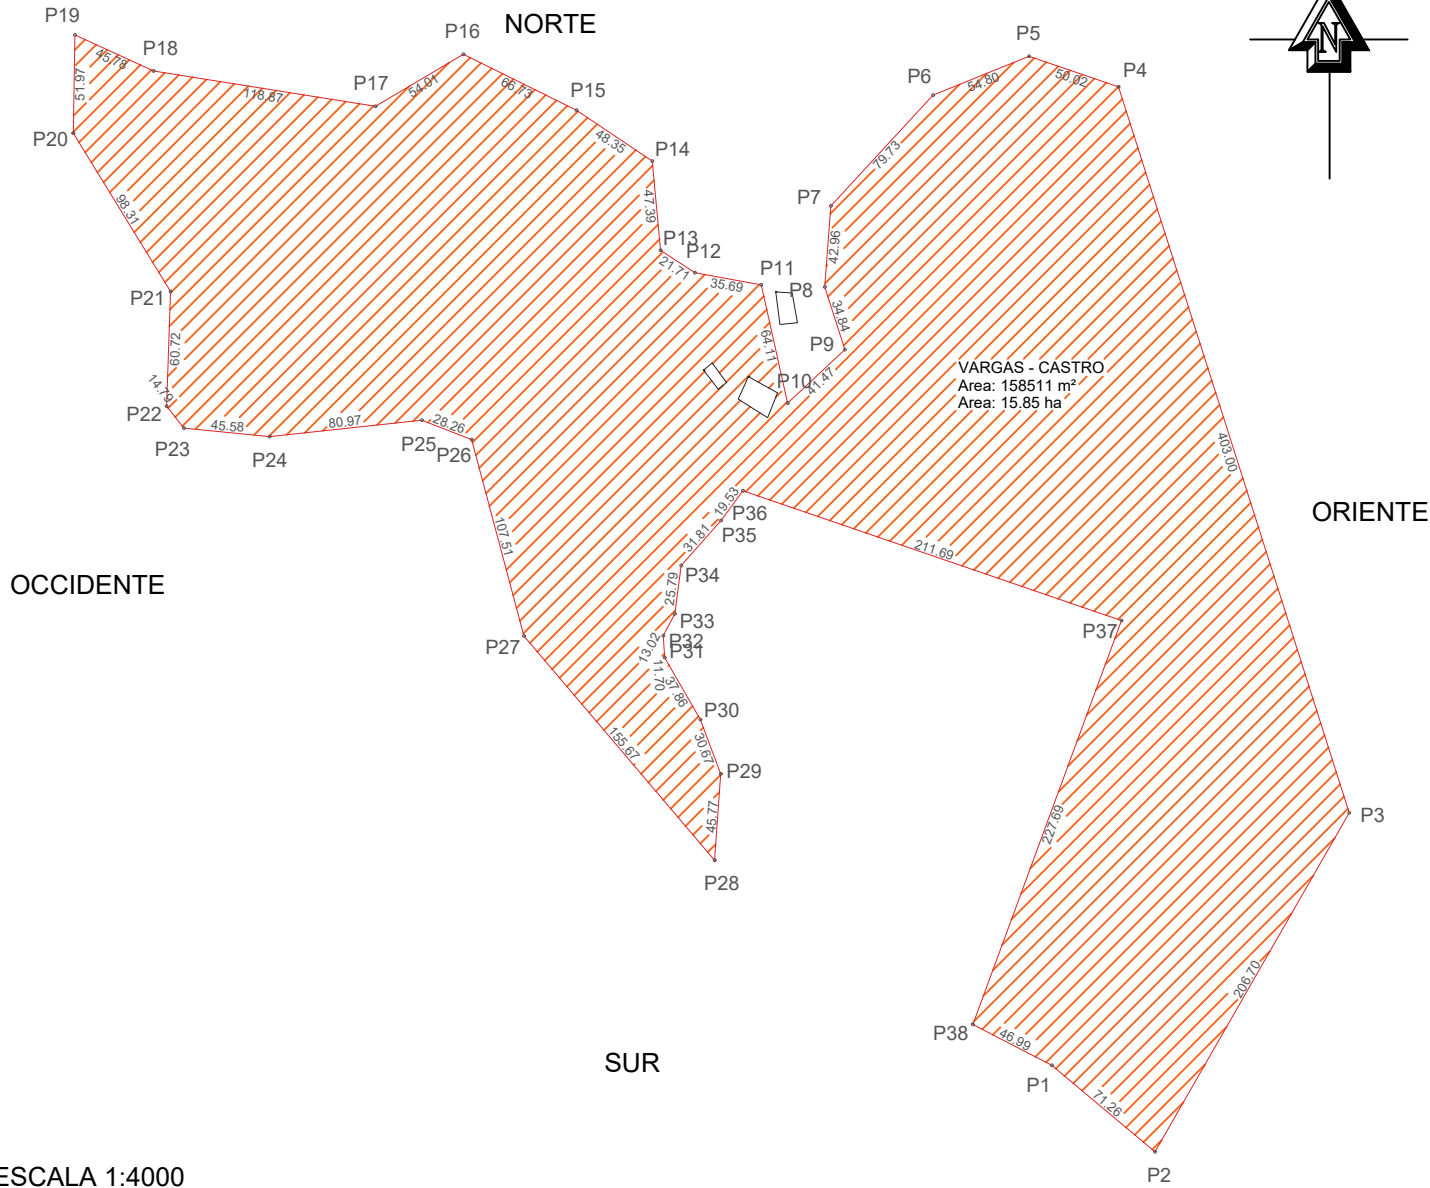 NORTE
N
P19
P18
P17
P16
P15
P14
P13
P12
P11
P8
P9
P10
P7
P6
P5
P4
P20
P21
P22
P23
P24
P25
P26
P27
P36
P35
P34
P33
P32
P31
P30
P29
P28
P37
P3
P38
P1
P2
45.78
51.97
118.87
54.01
66.73
48.35
47.39
21.71
35.69
64.11
41.47
34.84
42.96
79.73
54.80
50.02
98.31
60.72
14.79
45.58
80.97
28.26
107.51
155.67
45.77
30.67
37.86
11.70
13.02
25.79
31.81
19.53
211.69
403.00
227.69
206.70
46.99
71.26
VARGAS - CASTRO
Area: 158511 m²
Area: 15.85 ha
ORIENTE
OCCIDENTE
SUR
ESCALA 1:4000